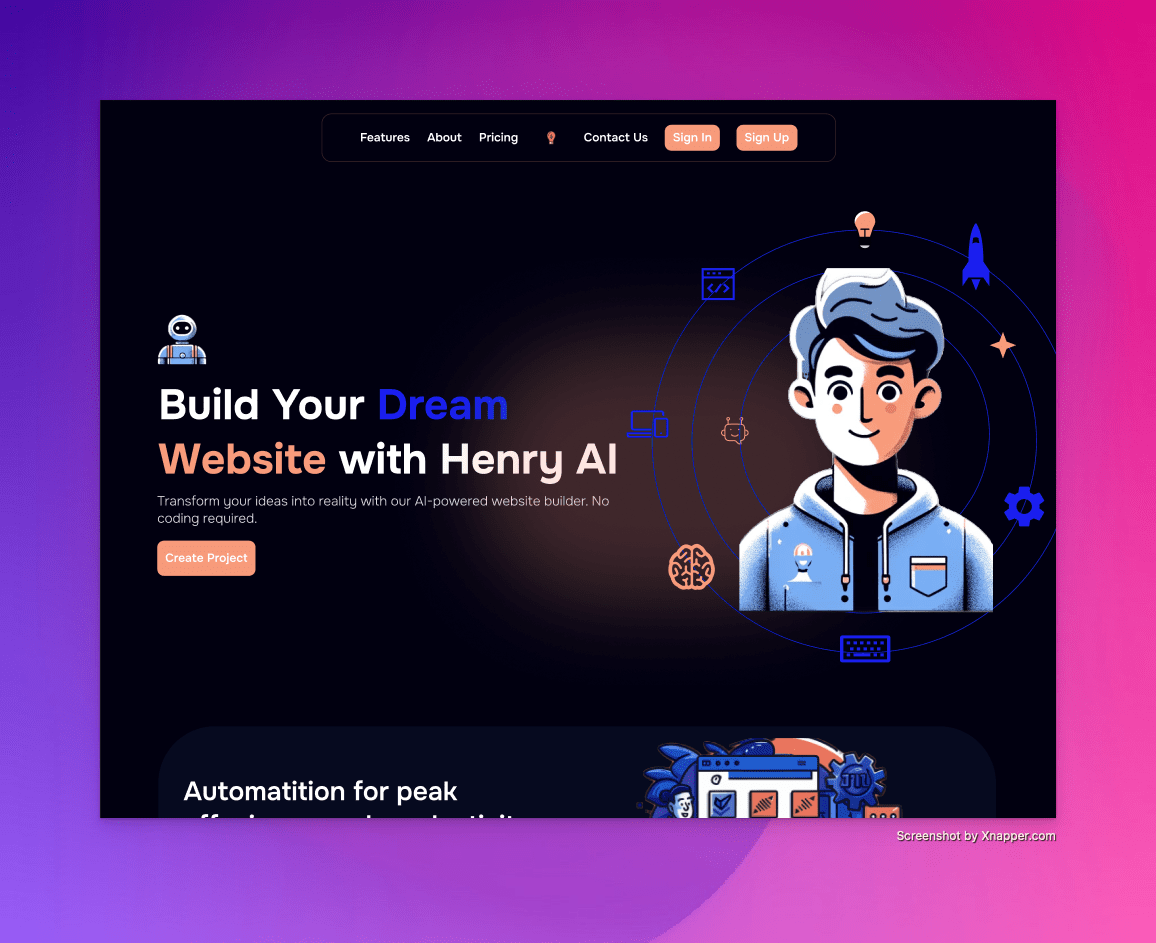 Features About Pricing Contact Us Sign In Sign Up
Build Your Dream
Website with Henry AI
Transform your ideas into reality with our AI-powered website builder. No
coding required.
Create Project
Automatition for peak
Screenshot by Xnapper.com